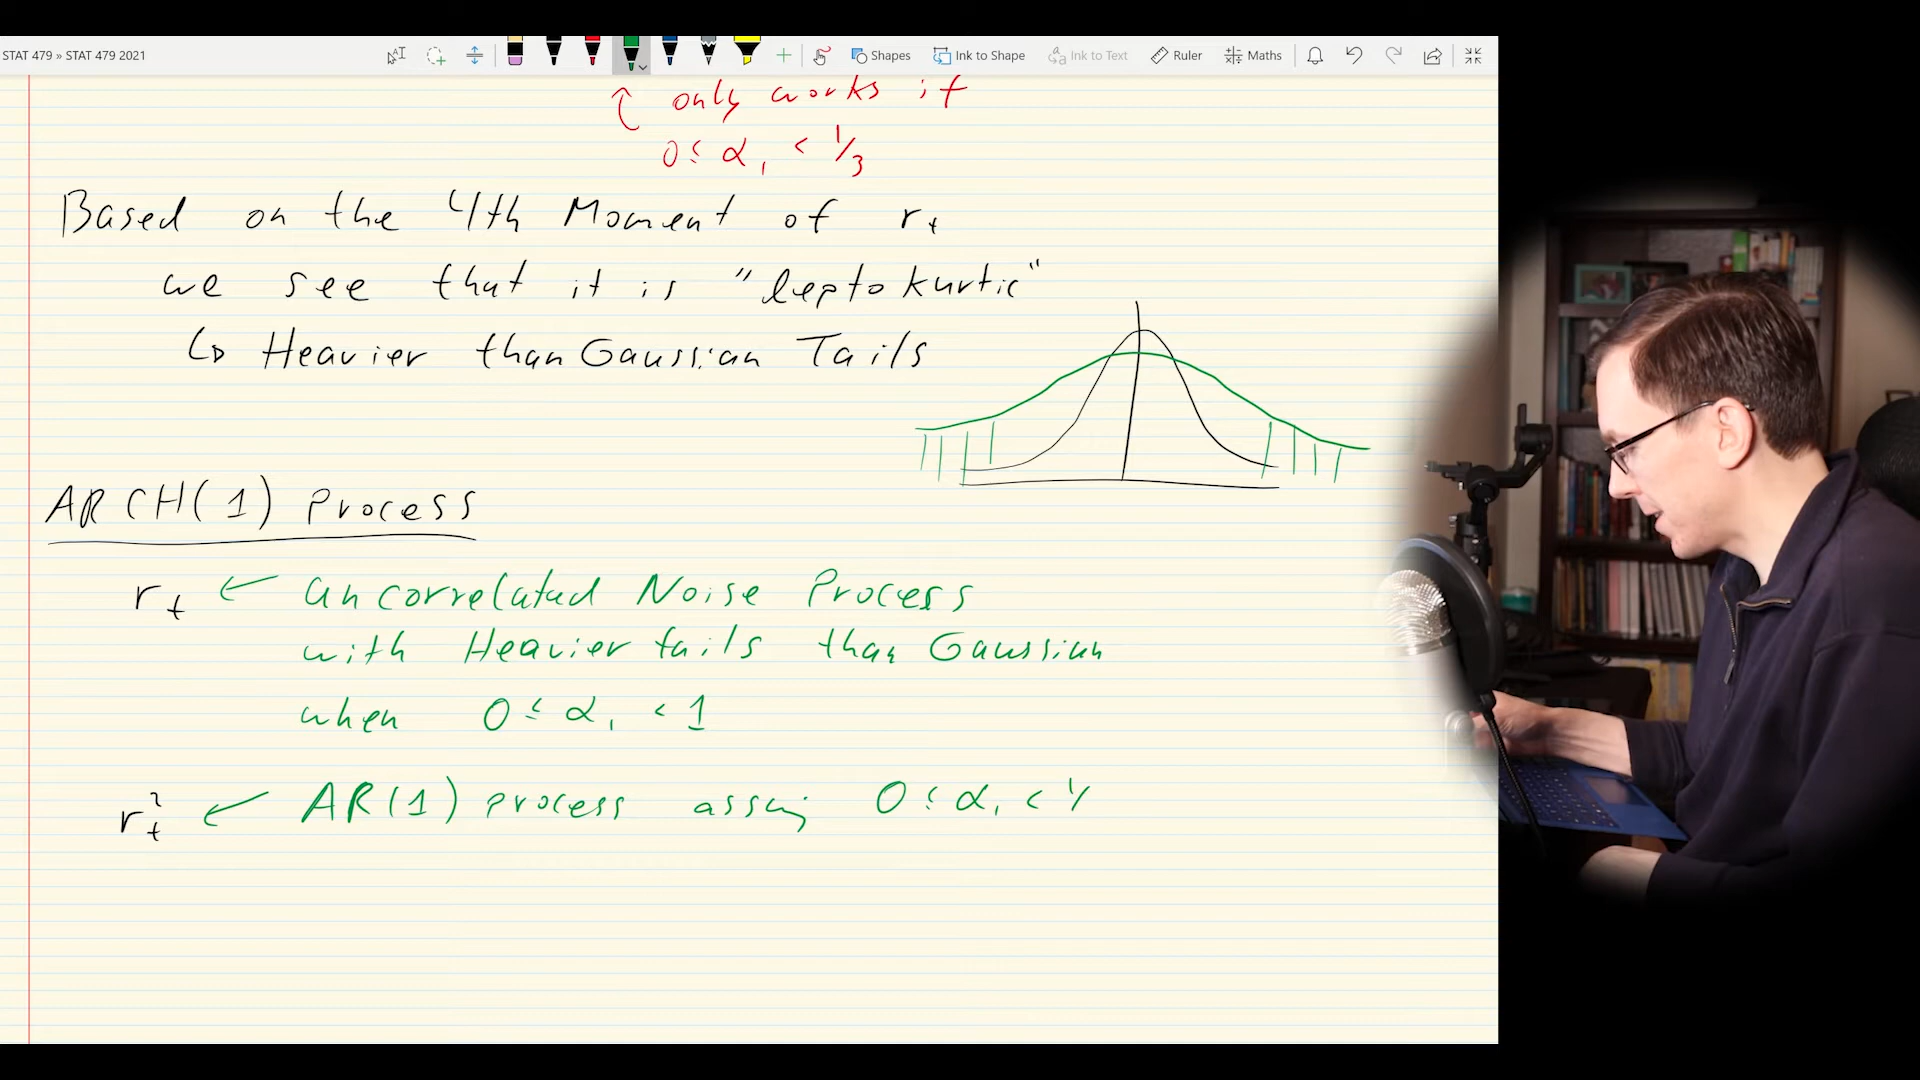 STAT 479 » STAT 479 2021
Shapes
Ink to Shape
Ink to Text
Ruler
Maths
only works if
0 ≤ α₁ < 1/3
Based on the 4th Moment of rₜ
we see that it is "leptokurtic"
↳ Heavier than Gaussian Tails
ARCH(1) Process
rₜ ← Uncorrelated Noise Process
with Heavier tails than Gaussian
when 0 ≤ α₁ < 1
rₜ² ← AR(1) process 0 ≤ α₁ < 1/